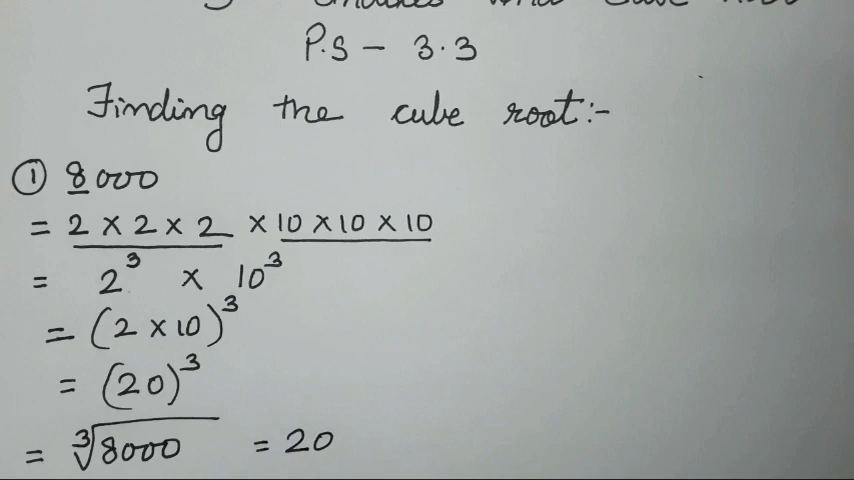 P.S - 3.3
Finding the cube root:-
① 8000
= 2 × 2 × 2 × 10 × 10 × 10
= 2³ × 10³
= (2 × 10)³
= (20)³
= ∛8000 = 20